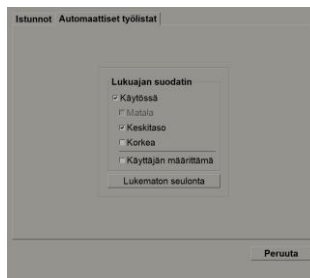 Istunnot Automaattiset työlistat
Lukuajan suodatin
Käytössä
Matala
Keskitaso
Korkea
Käyttäjän määrittämä
Lukematon seulonta
Peruuta